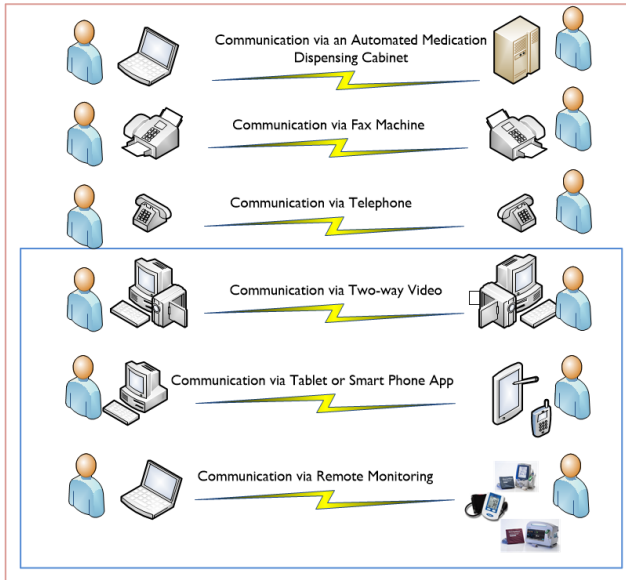 Communication via an Automated Medication
Dispensing Cabinet
Communication via Fax Machine
Communication via Telephone
Communication via Two-way Video
Communication via Tablet or Smart Phone App
Communication via Remote Monitoring